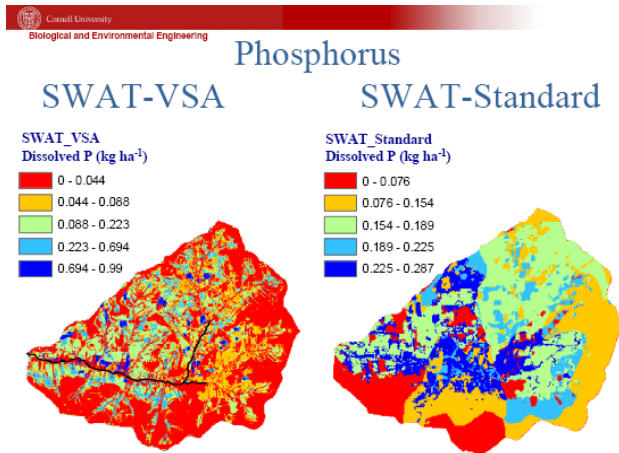 Cornell University
Biological and Environmental Engineering
Phosphorus
SWAT-VSA
SWAT-Standard
SWAT_VSA
Dissolved P (kg ha⁻¹)
0 - 0.044
0.044 - 0.088
0.088 - 0.223
0.223 - 0.694
0.694 - 0.99
SWAT_Standard
Dissolved P (kg ha⁻¹)
0 - 0.076
0.076 - 0.154
0.154 - 0.189
0.189 - 0.225
0.225 - 0.287